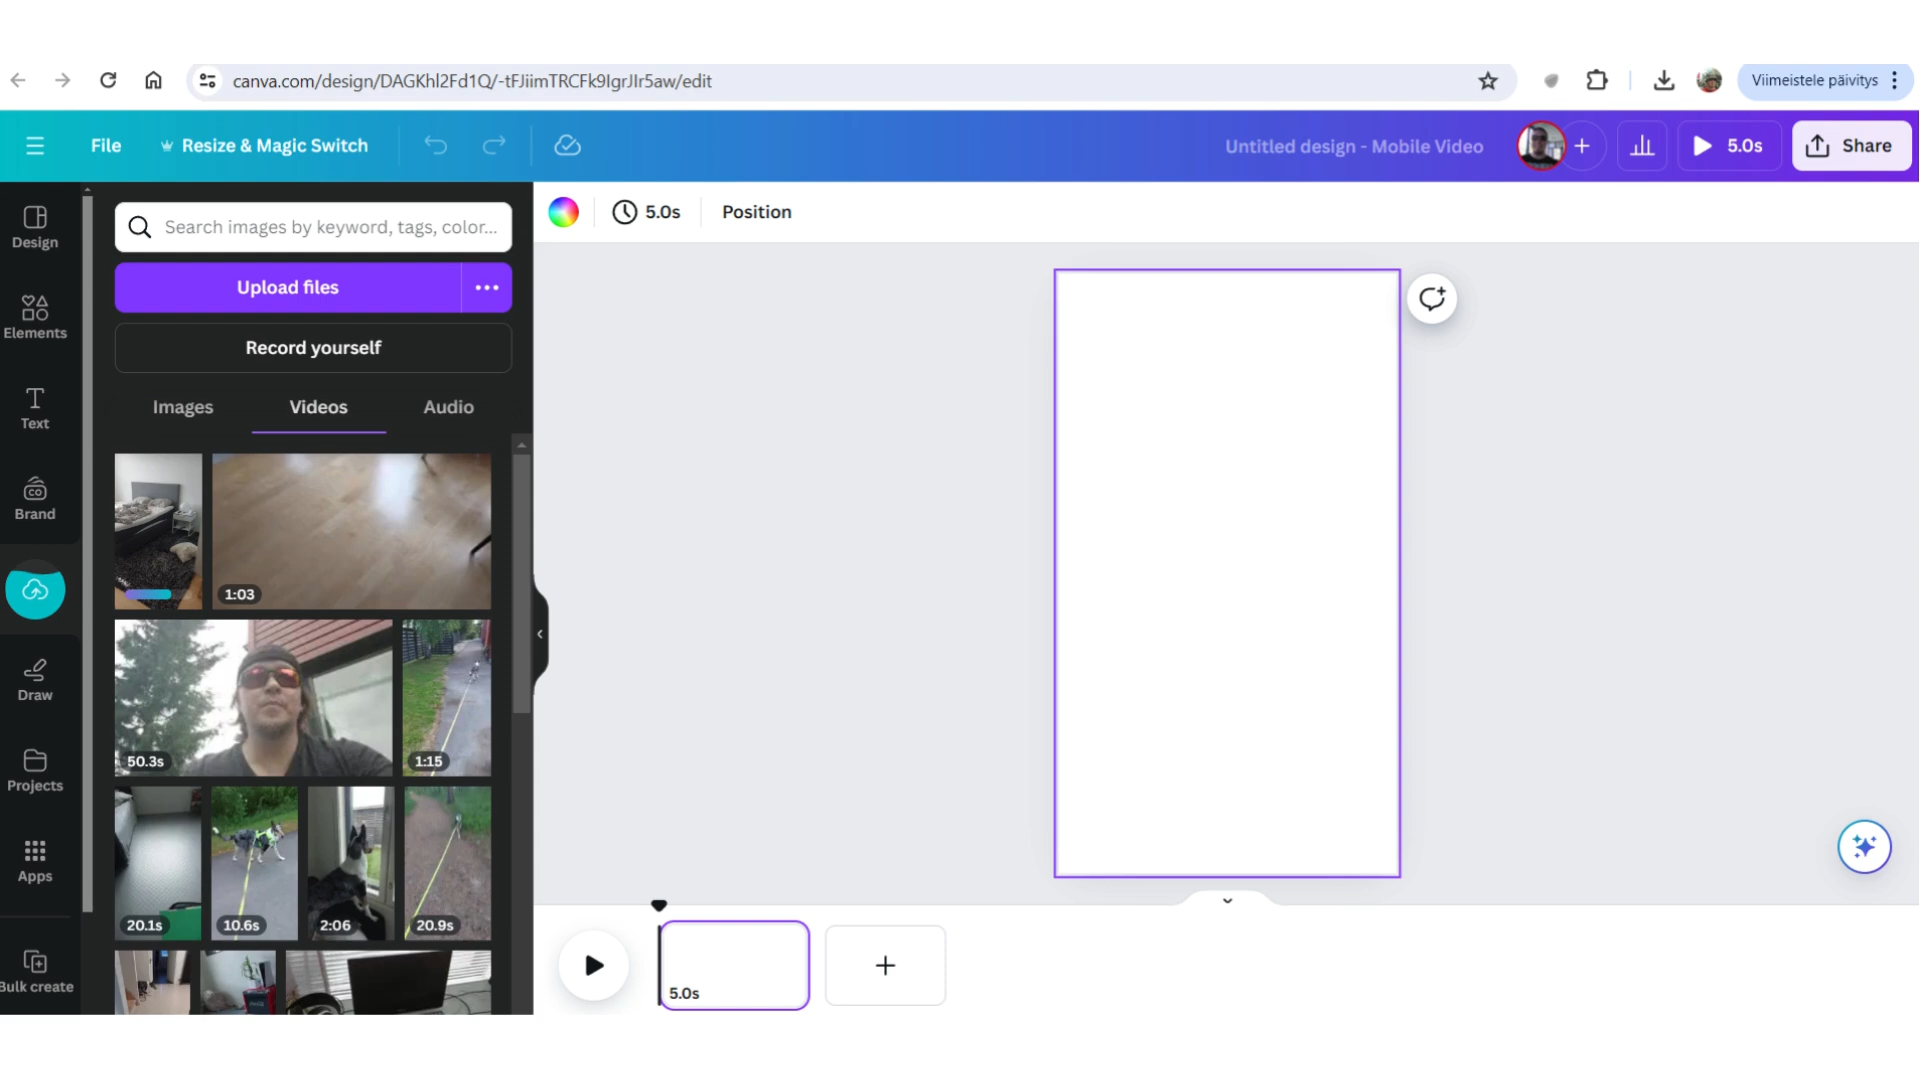 canva.com/design/DAGKhl2Fd1Q/-tFJiimTRCFk9IgrJIr5aw/edit
Viimeistele päivitys
File
Resize & Magic Switch
Untitled design - Mobile Video
5.0s
Share
Design
Elements
Text
Brand
Draw
Projects
Apps
Bulk create
Search images by keyword, tags, color...
Upload files
Record yourself
Images
Videos
Audio
1:03
50.3s
1:15
20.1s
10.6s
2:06
20.9s
5.0s
Position
5.0s